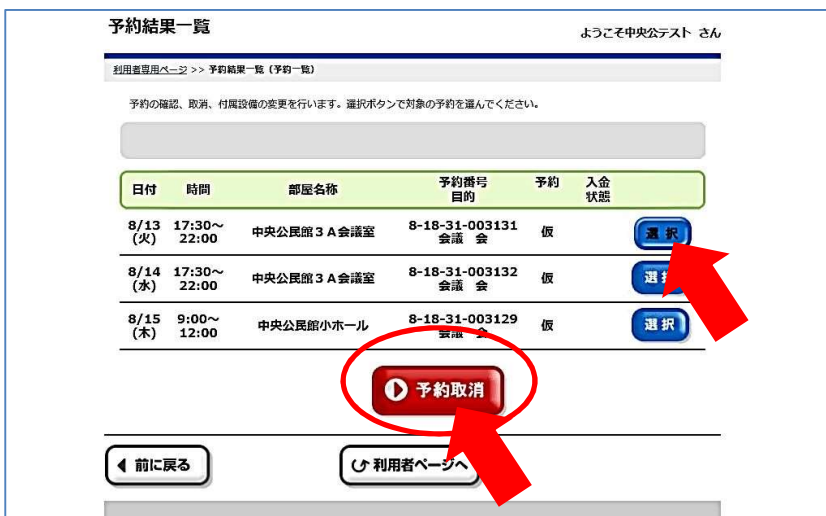 予約結果一覧
ようこそ中央公テスト さん
利用者専用ページ >> 予約結果一覧（予約一覧）
予約の確認、取消、付属設備の変更を行います。選択ボタンで対象の予約を選んでください。
日付 時間 部屋名称 予約番号 目的 予約 入金 状態
8/13 17:30～ 中央公民館３Ａ会議室 8-18-31-003131 仮 選 択
(火) 22:00 会議 会
8/14 17:30～ 中央公民館３Ａ会議室 8-18-31-003132 仮 選
(水) 22:00 会議 会
8/15 9:00～ 中央公民館小ホール 8-18-31-003129 仮 選 択
(木) 12:00 会議 会
予約取消
前に戻る
利用者ページへ